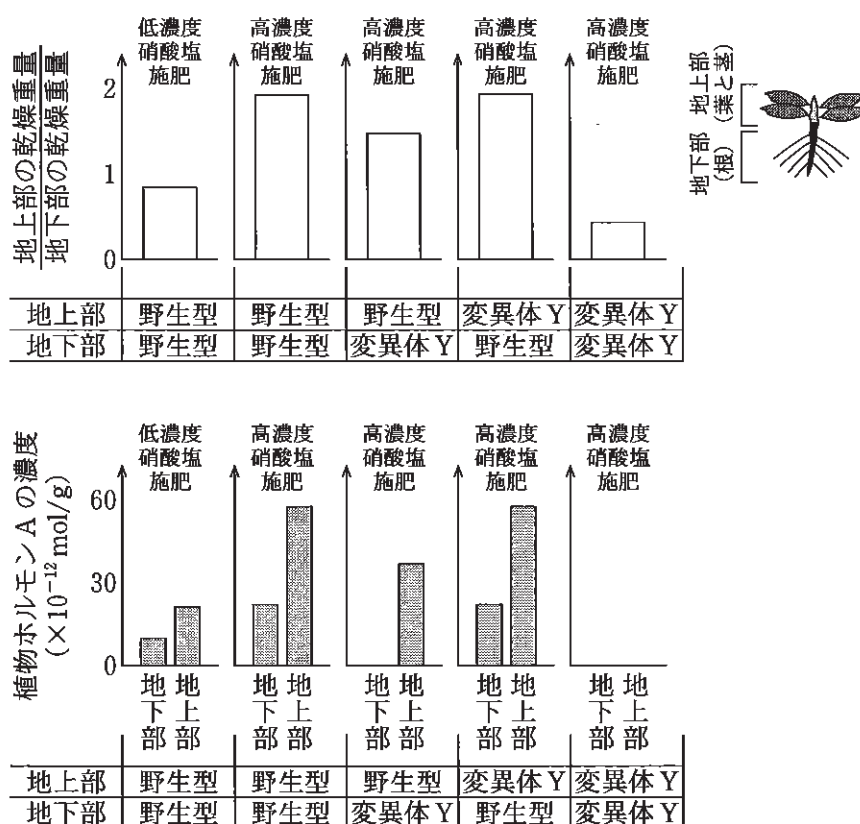 低濃度 硝酸塩 施肥
高濃度 硝酸塩 施肥
高濃度 硝酸塩 施肥
高濃度 硝酸塩 施肥
高濃度 硝酸塩 施肥
地上部の乾燥重量
地下部の乾燥重量
2
1
0
地上部
(葉と茎)
地下部
(根)
地上部 野生型 野生型 野生型 変異体Y 変異体Y
地下部 野生型 野生型 変異体Y 野生型 変異体Y
低濃度 硝酸塩 施肥
高濃度 硝酸塩 施肥
高濃度 硝酸塩 施肥
高濃度 硝酸塩 施肥
高濃度 硝酸塩 施肥
植物ホルモンAの濃度
(×10⁻¹² mol/g)
60
30
0
地下部 地上部 地下部 地上部 地下部 地上部 地下部 地上部 地下部 地上部
地上部 野生型 野生型 野生型 変異体Y 変異体Y
地下部 野生型 野生型 変異体Y 野生型 変異体Y